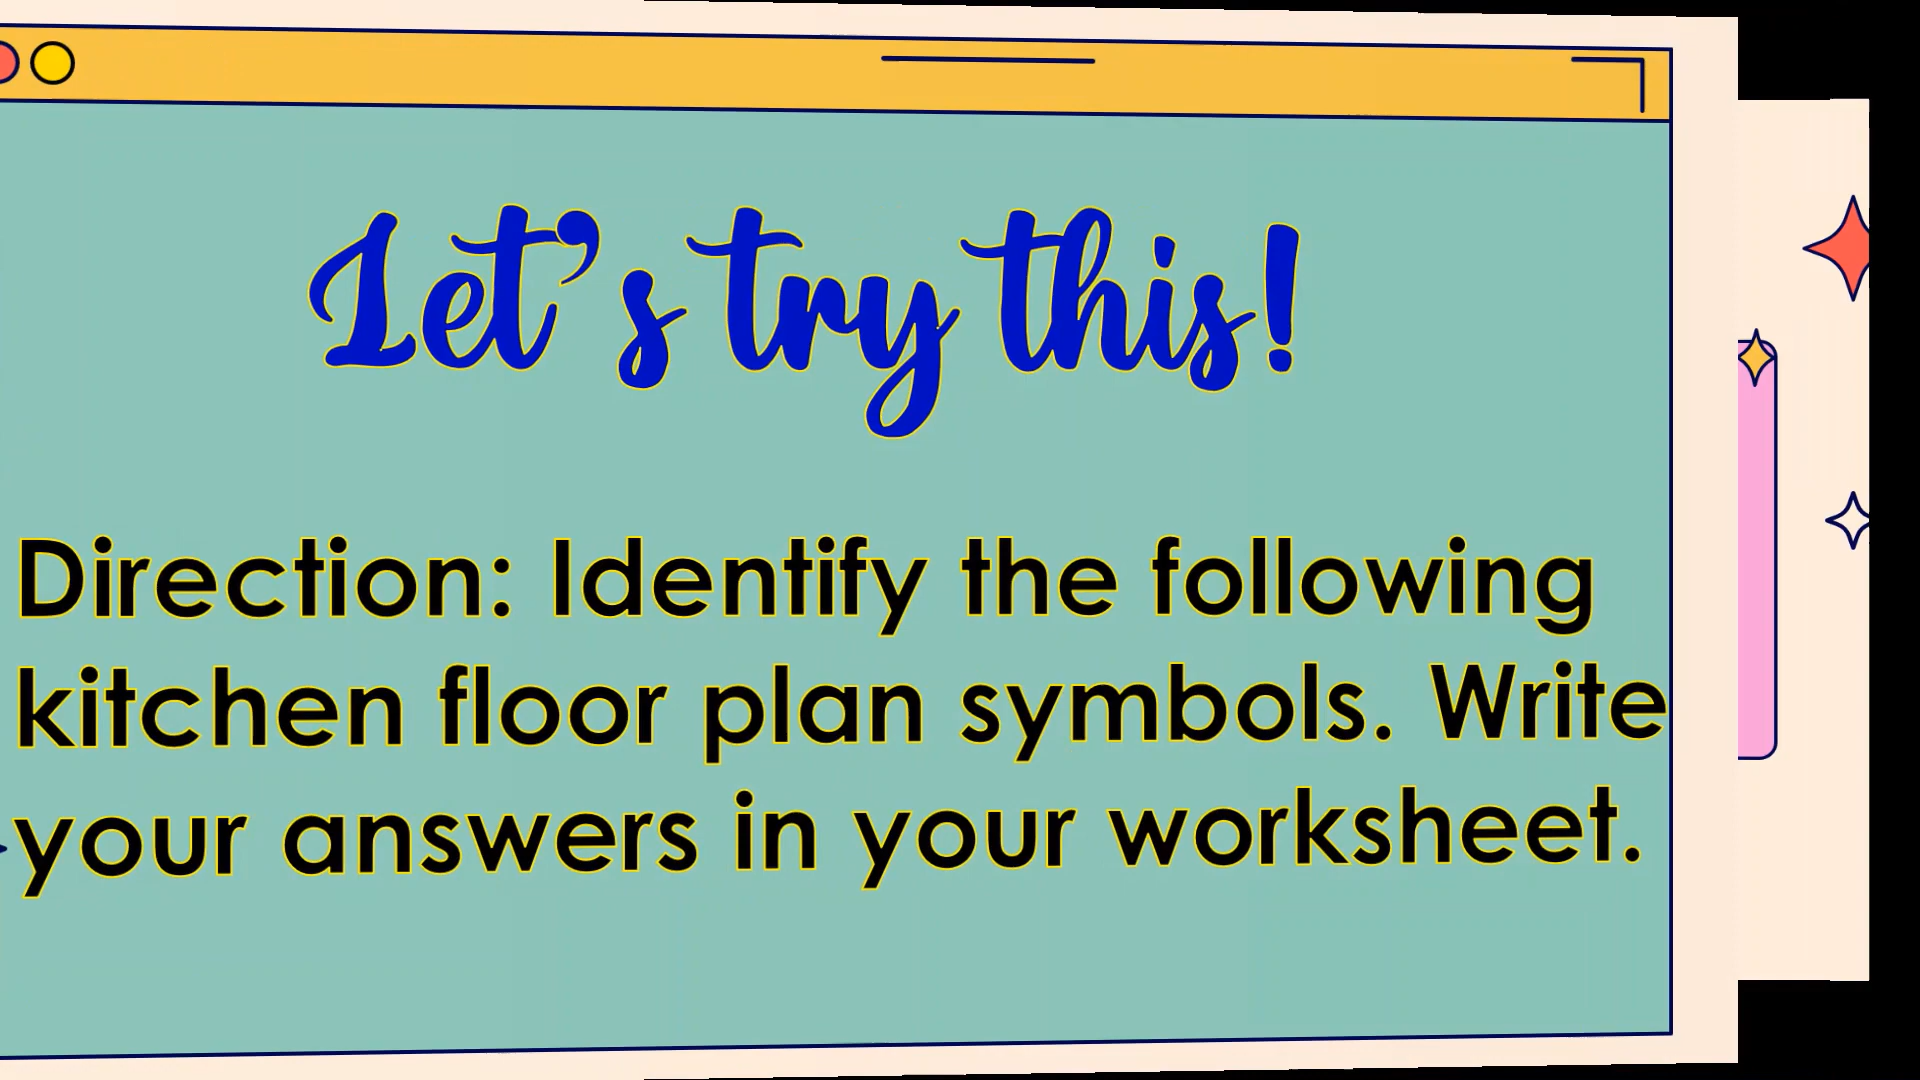 Let's try this!
Direction: Identify the following
kitchen floor plan symbols. Write
your answers in your worksheet.